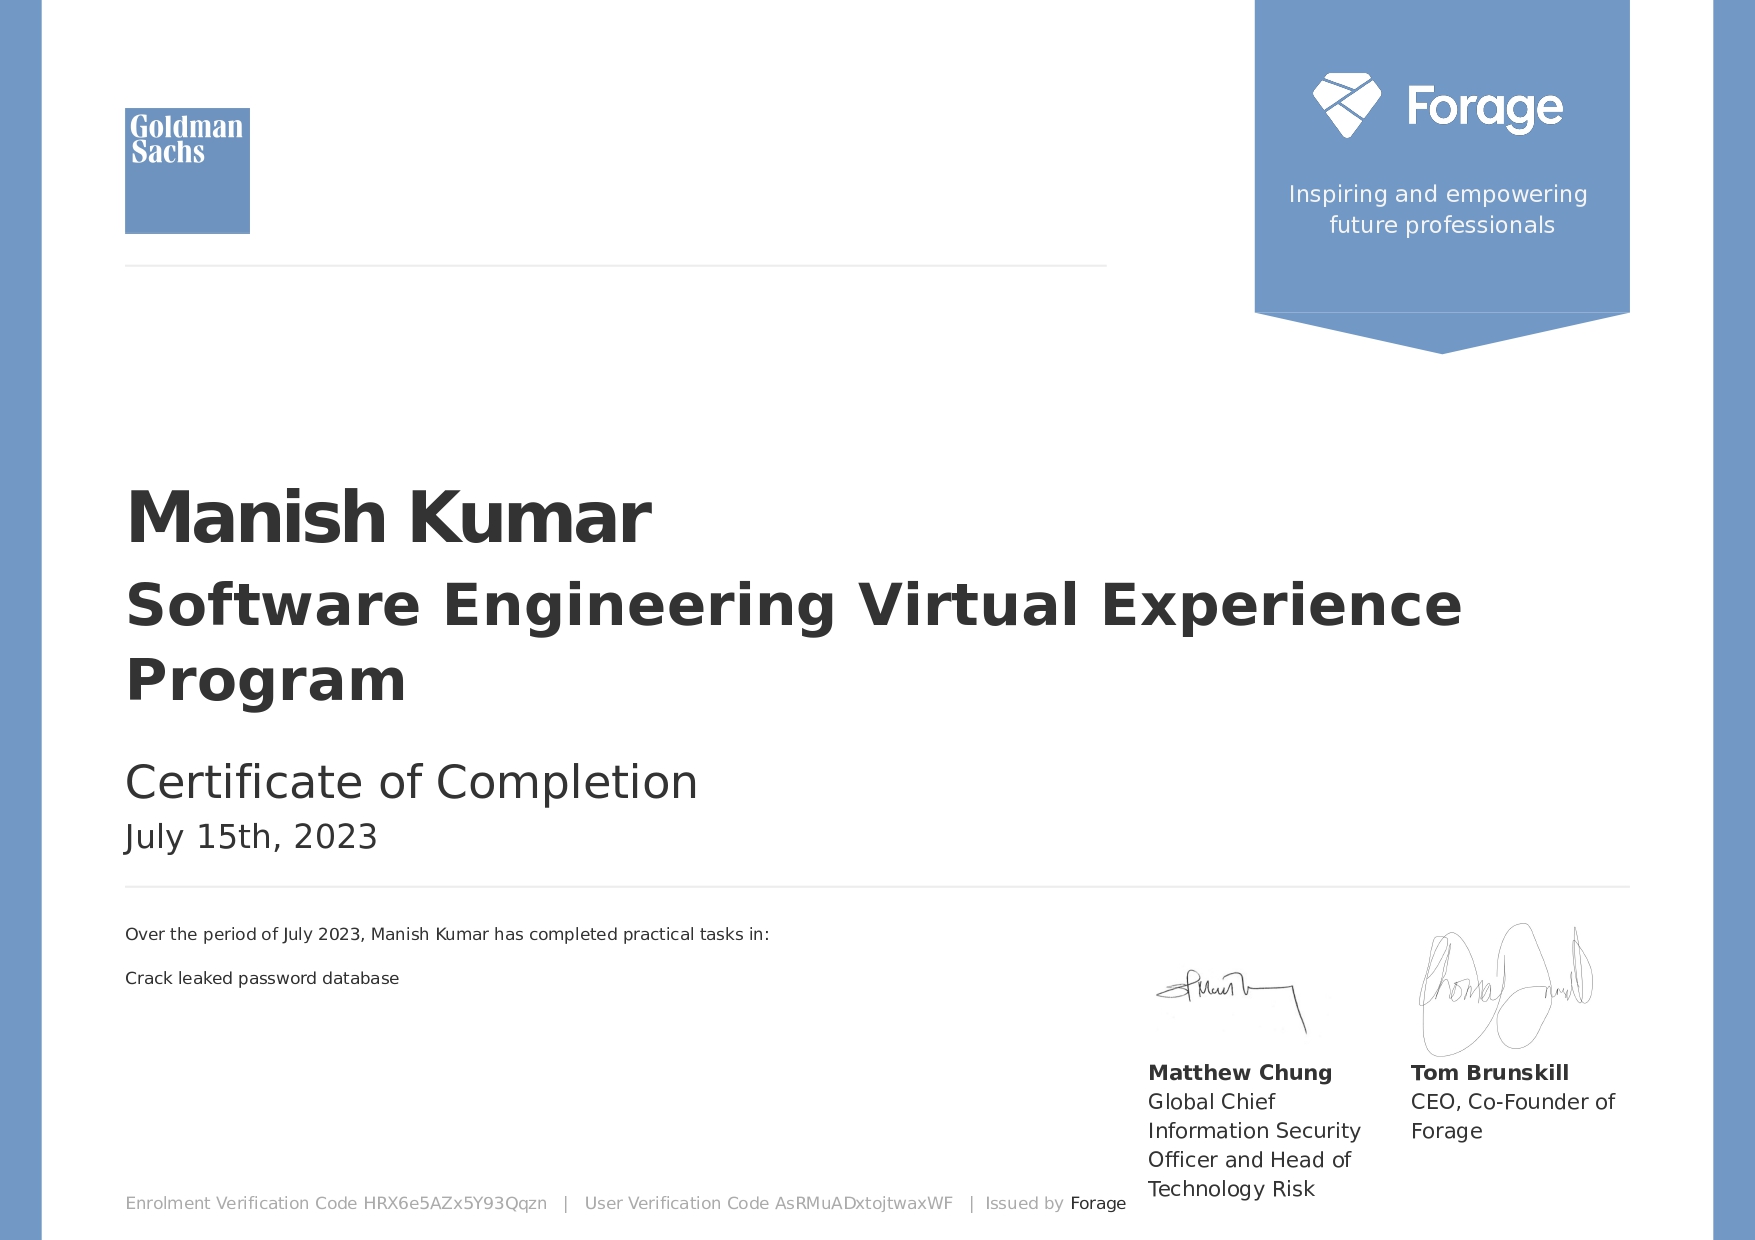 Goldman
Sachs
Forage
Inspiring and empowering
future professionals
Manish Kumar
Software Engineering Virtual Experience
Program
Certificate of Completion
July 15th, 2023
Over the period of July 2023, Manish Kumar has completed practical tasks in:
Crack leaked password database
Matthew Chung
Global Chief
Information Security
Officer and Head of
Technology Risk
Tom Brunskill
CEO, Co-Founder of
Forage
Enrolment Verification Code HRX6e5AZx5Y93Qqzn | User Verification Code AsRMuADxtojtwaxWF | Issued by Forage